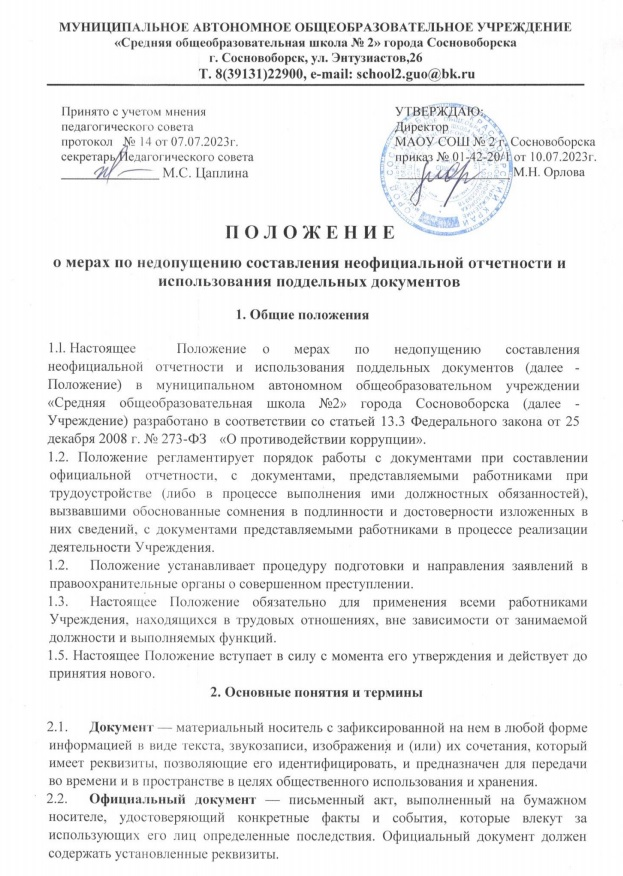 МУНИЦИПАЛЬНОЕ АВТОНОМНОЕ ОБЩЕОБРАЗОВАТЕЛЬНОЕ УЧРЕЖДЕНИЕ
«Средняя общеобразовательная школа № 2» города Сосновоборска
г. Сосновоборск, ул. Энтузиастов,26
Т. 8(39131)22900, e-mail: school2.guo@bk.ru
Принято с учетом мнения
педагогического совета
протокол № 14 от 07.07.2023г.
секретарь Педагогического совета
М.С. Цаплина
УТВЕРЖДАЮ:
Директор
МАОУ СОШ № 2 г. Сосновоборска
приказ № 01-42-20/1 от 10.07.2023г.
М.Н. Орлова
П О Л О Ж Е Н И Е
о мерах по недопущению составления неофициальной отчетности и
использования поддельных документов
1. Общие положения
1.l. Настоящее Положение о мерах по недопущению составления
неофициальной отчетности и использования поддельных документов (далее -
Положение) в муниципальном автономном общеобразовательном учреждении
«Средняя общеобразовательная школа №2» города Сосновоборска (далее -
Учреждение) разработано в соответствии со статьей 13.3 Федерального закона от 25
декабря 2008 г. № 273-ФЗ «О противодействии коррупции».
1.2. Положение регламентирует порядок работы с документами при составлении
официальной отчетности, с документами, представляемыми работниками при
трудоустройстве (либо в процессе выполнения ими должностных обязанностей),
вызвавшими обоснованные сомнения в подлинности и достоверности изложенных в
них сведений, с документами представляемыми работниками в процессе реализации
деятельности Учреждения.
1.2. Положение устанавливает процедуру подготовки и направления заявлений в
правоохранительные органы о совершенном преступлении.
1.3. Настоящее Положение обязательно для применения всеми работниками
Учреждения, находящихся в трудовых отношениях, вне зависимости от занимаемой
должности и выполняемых функций.
1.5. Настоящее Положение вступает в силу с момента его утверждения и действует до
принятия нового.
2. Основные понятия и термины
2.1. Документ — материальный носитель с зафиксированной на нем в любой форме
информацией в виде текста, звукозаписи, изображения и (или) их сочетания, который
имеет реквизиты, позволяющие его идентифицировать, и предназначен для передачи
во времени и в пространстве в целях общественного использования и хранения.
2.2. Официальный документ — письменный акт, выполненный на бумажном
носителе, удостоверяющий конкретные факты и события, которые влекут за
использующих его лиц определенные последствия. Официальный документ должен
содержать установленные реквизиты.